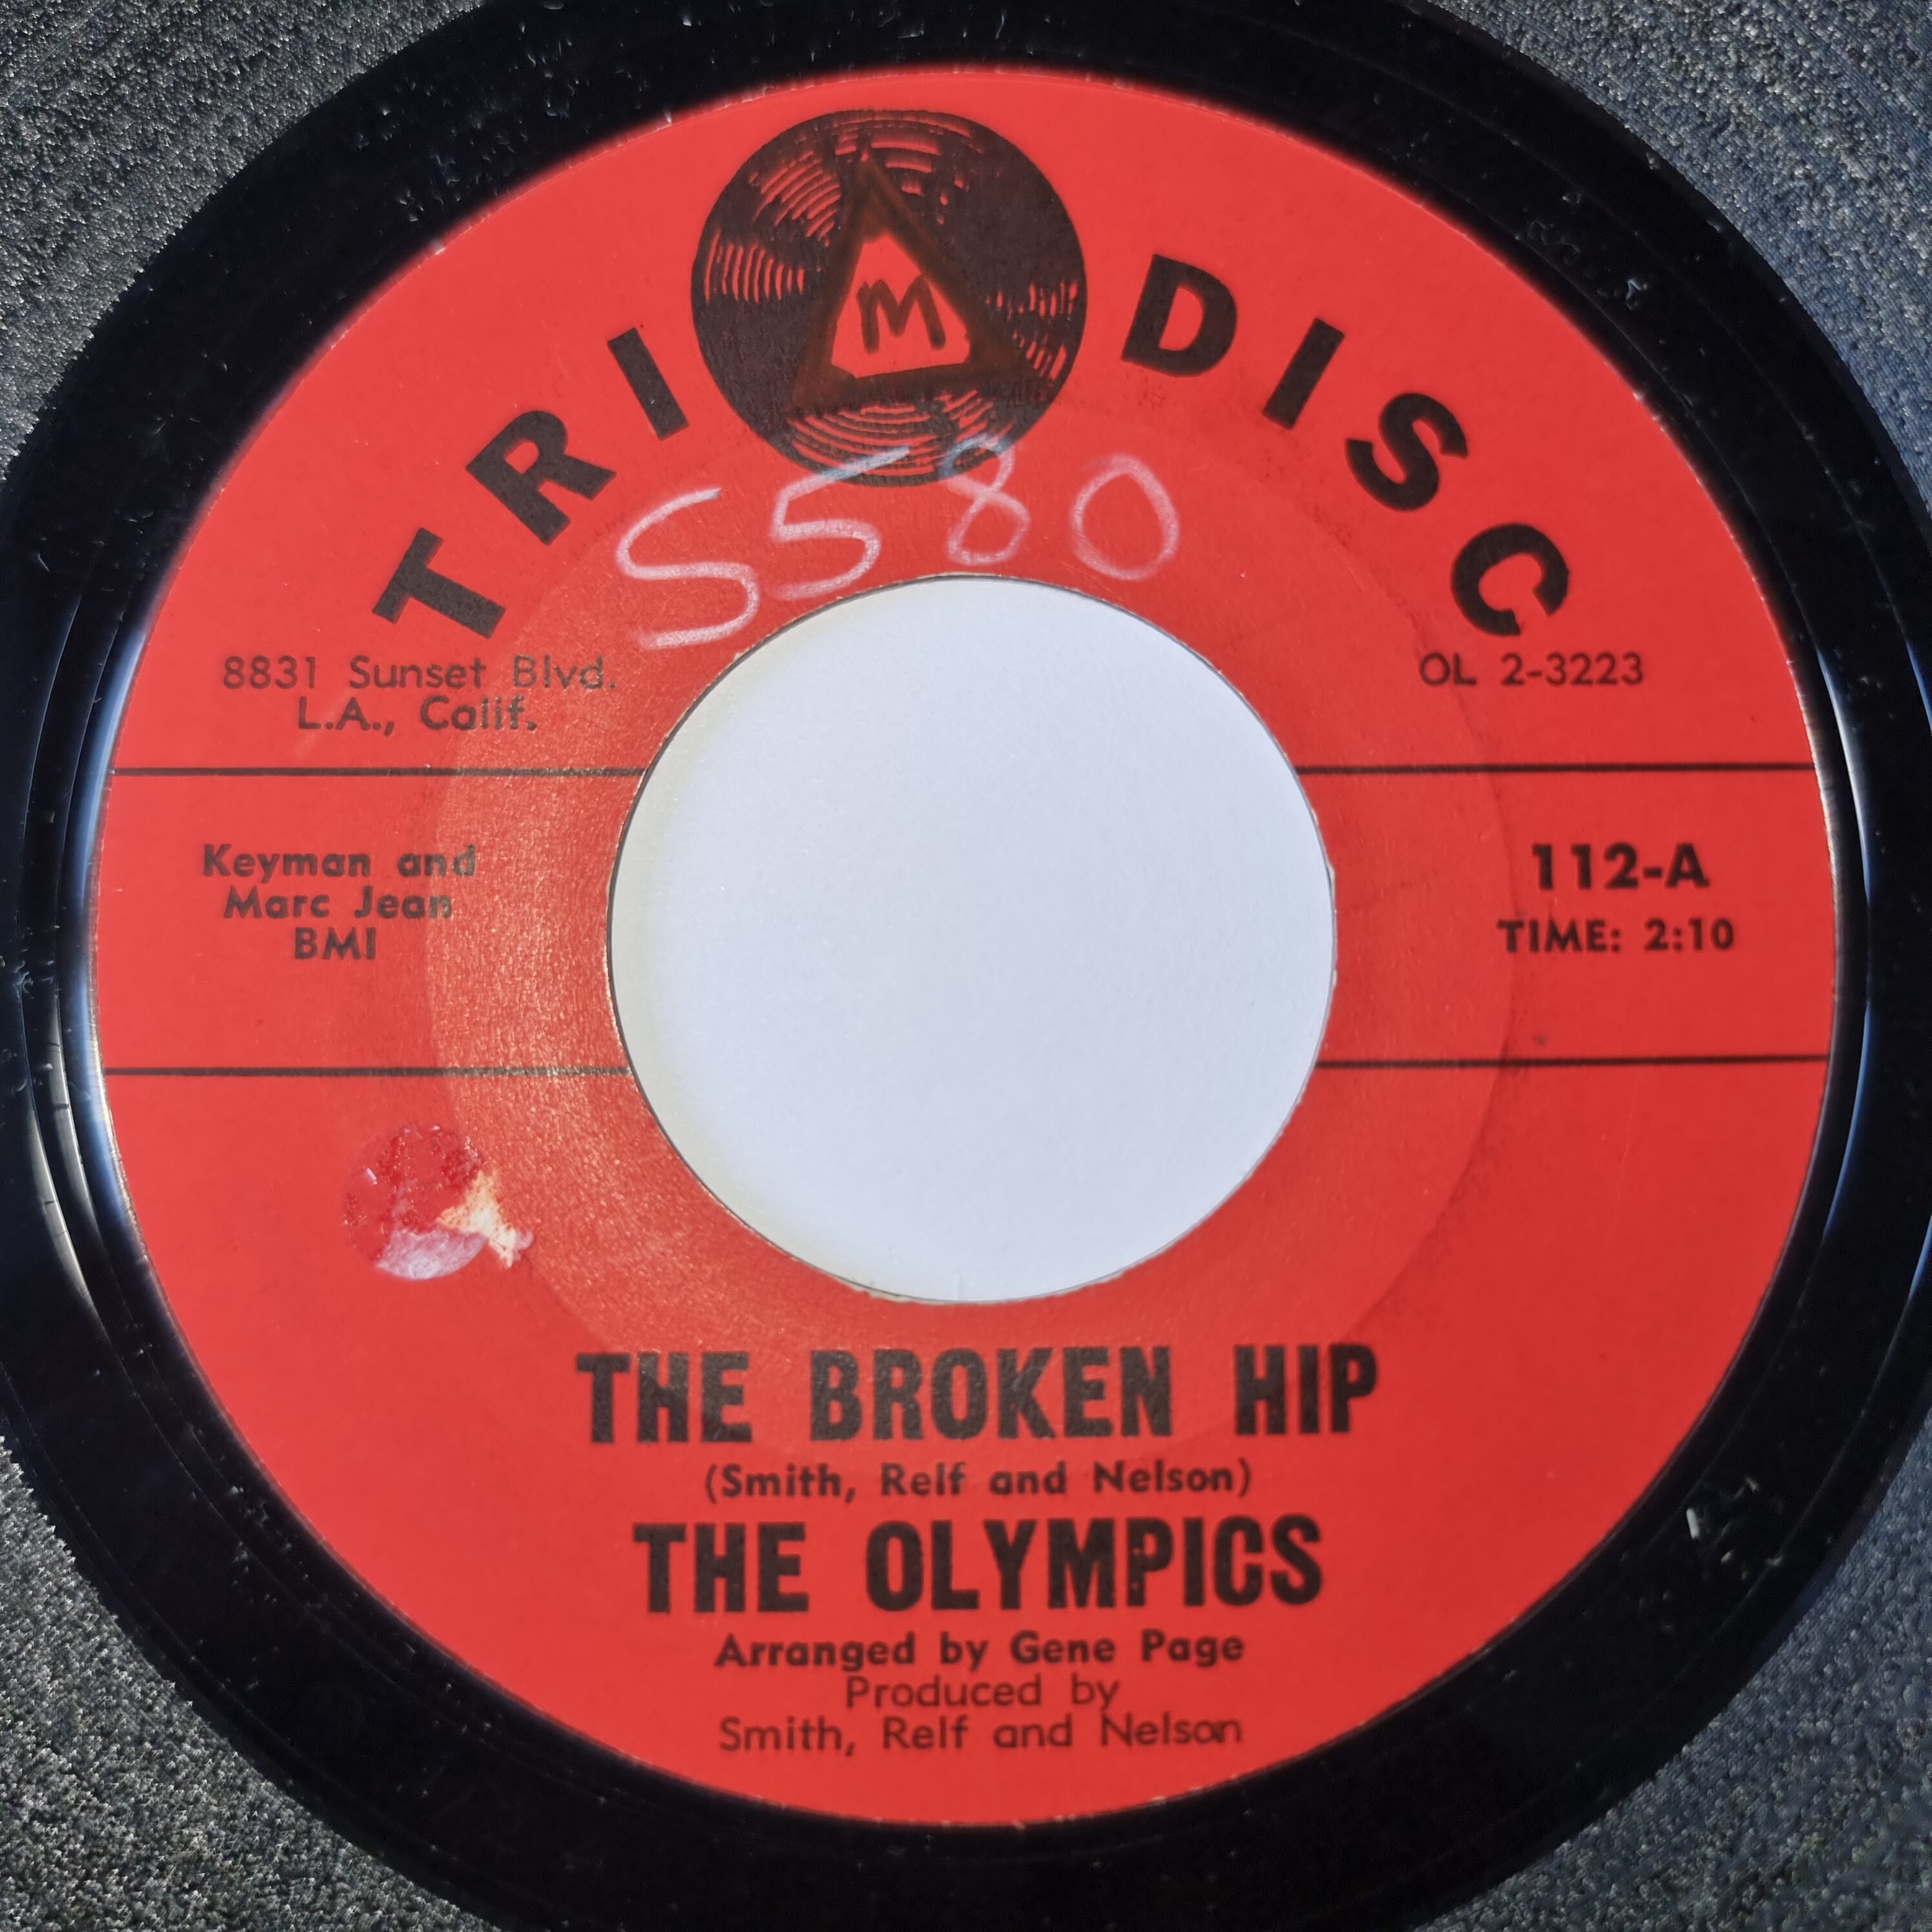 TRI M DISC
S580
8831 Sunset Blvd.
L.A., Calif.
OL 2-3223
Keyman and
Marc Jean
BMI
112-A
TIME: 2:10
THE BROKEN HIP
(Smith, Relf and Nelson)
THE OLYMPICS
Arranged by Gene Page
Produced by
Smith, Relf and Nelson